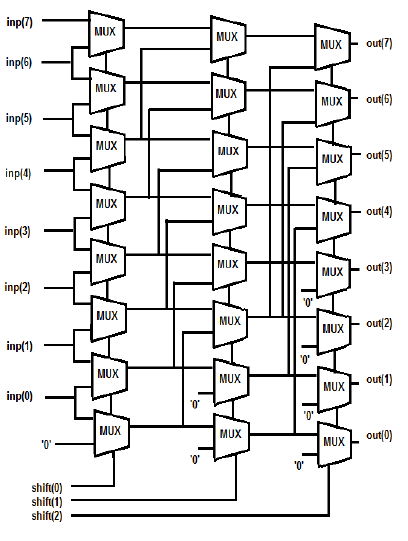 inp(7) MUX MUX MUX out(7)
inp(6) MUX MUX MUX out(6)
inp(5) MUX MUX MUX out(5)
inp(4) MUX MUX MUX out(4)
inp(3) MUX MUX MUX out(3)
'0'
inp(2) MUX MUX MUX out(2)
'0'
inp(1) MUX MUX MUX out(1)
'0' '0'
inp(0) MUX MUX MUX out(0)
'0' '0' '0'
shift(0)
shift(1)
shift(2)